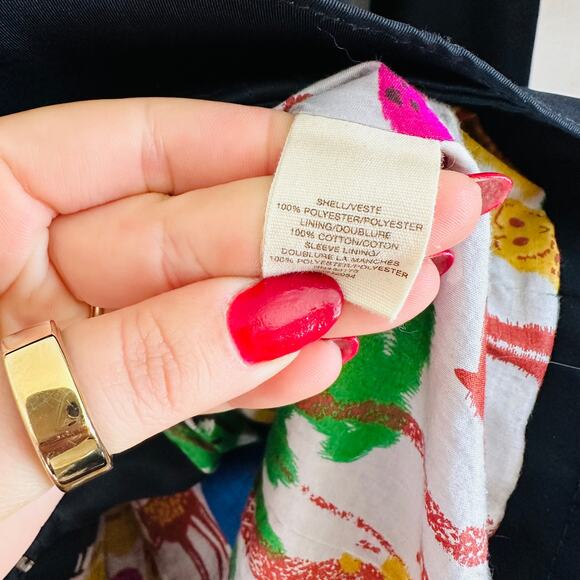 SHELL/VESTE
100% POLYESTER/POLYESTER
LINING/DOUBLURE
100% COTTON/COTON
SLEEVE LINING/
DOUBLURE LA MANCHES
100% POLYESTER/POLYESTER